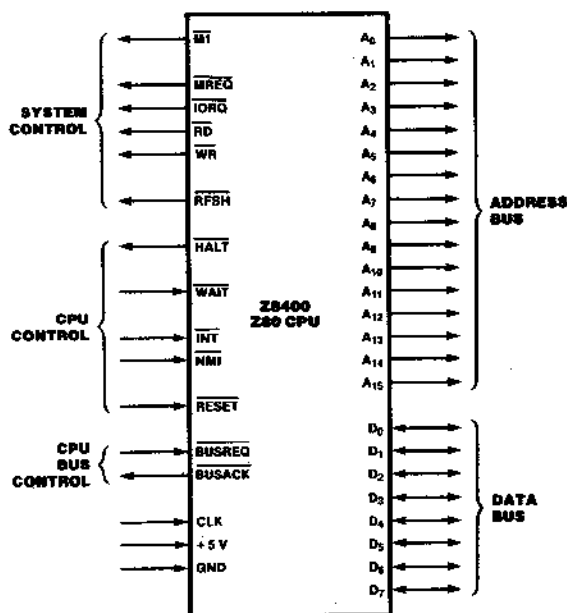 SYSTEM
CONTROL
M1
MREQ
IORQ
RD
WR
RFSH
CPU
CONTROL
HALT
WAIT
INT
NMI
RESET
CPU
BUS
CONTROL
BUSREQ
BUSACK
CLK
+5 V
GND
Z8400
Z80 CPU
A0
A1
A2
A3
A4
A5
A6
A7
A8
A9
A10
A11
A12
A13
A14
A15
ADDRESS
BUS
D0
D1
D2
D3
D4
D5
D6
D7
DATA
BUS